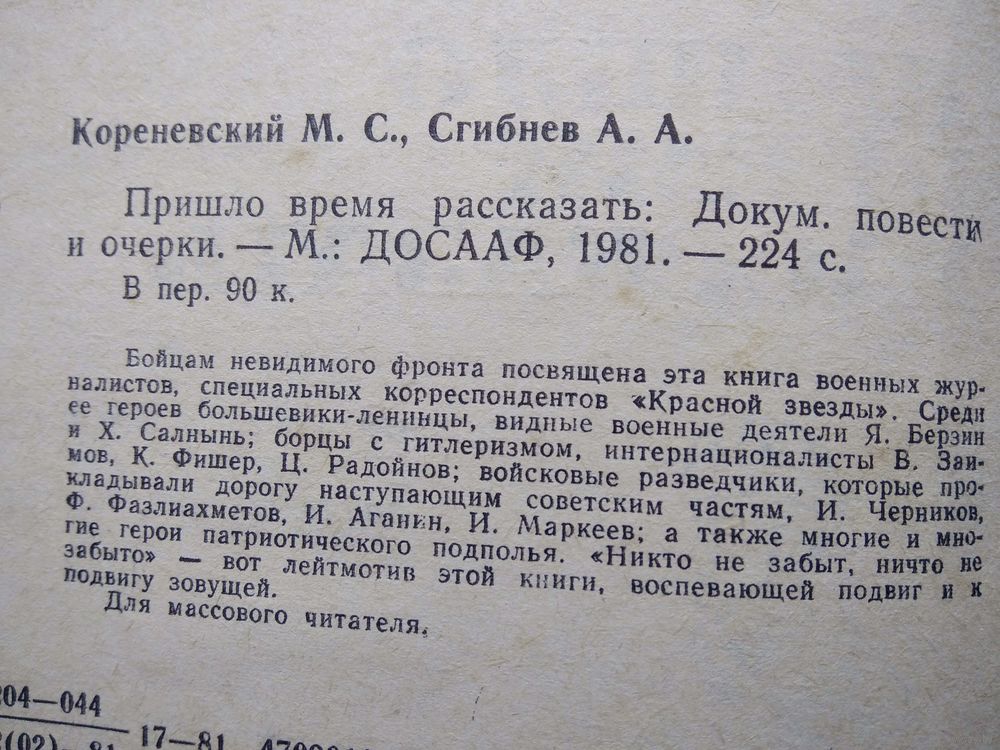 Кореневский М. С., Сгибнев А. А.
Пришло время рассказать: Докум. повести
и очерки. — М.: ДОСААФ, 1981. — 224 с.
В пер. 90 к.
Бойцам невидимого фронта посвящена эта книга военных жур-
налистов, специальных корреспондентов «Красной звезды». Среди
ее героев большевики-ленинцы, видные военные деятели Я. Берзин
и Х. Салнынь; борцы с гитлеризмом, интернационалисты В. Заи-
мов, К. Фишер, Ц. Радойнов; войсковые разведчики, которые про-
кладывали дорогу наступающим советским частям, И. Черников,
Ф. Фазлиахметов, И. Аганин, И. Маркеев; а также многие и мно-
гие герои патриотического подполья. «Никто не забыт, ничто не
забыто» — вот лейтмотив этой книги, воспевающей подвиг и к
подвигу зовущей.
Для массового читателя.
204—044
17—81